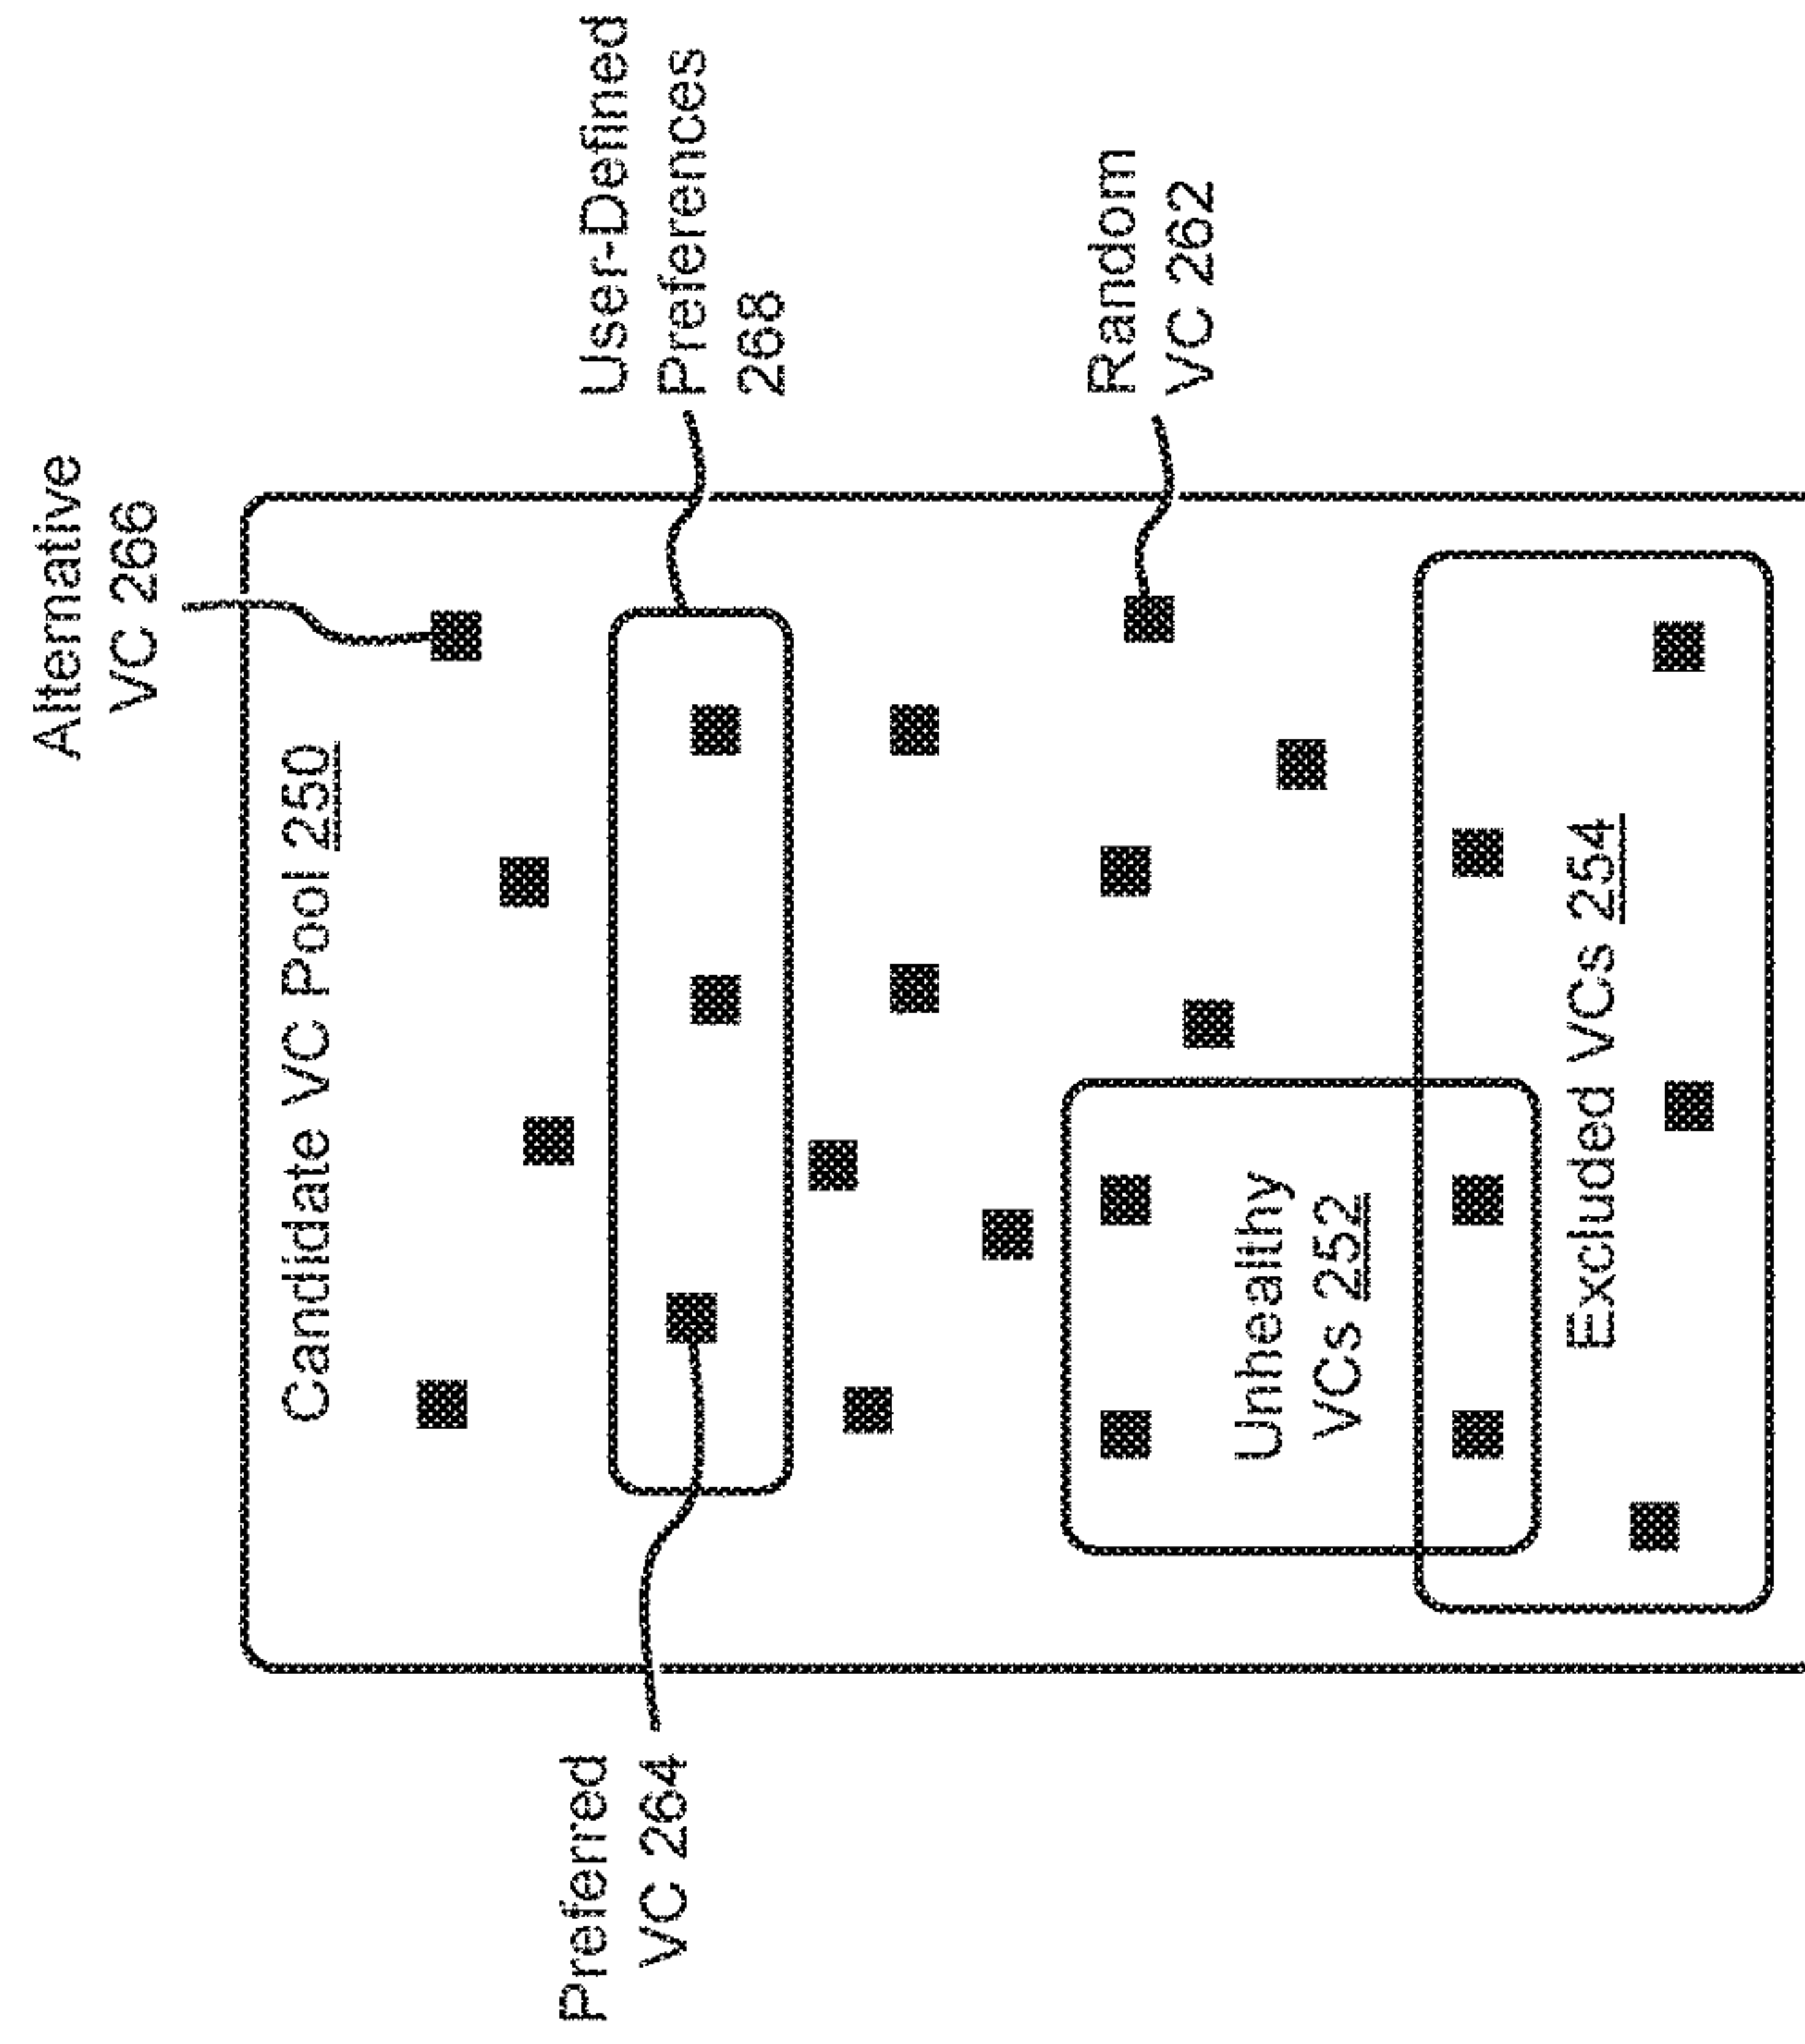 Alternative
VC 266
Candidate VC Pool 250
User-Defined
Preferences
268
Preferred
VC 264
Random
VC 262
Unhealthy
VCs 252
Excluded VCs 254